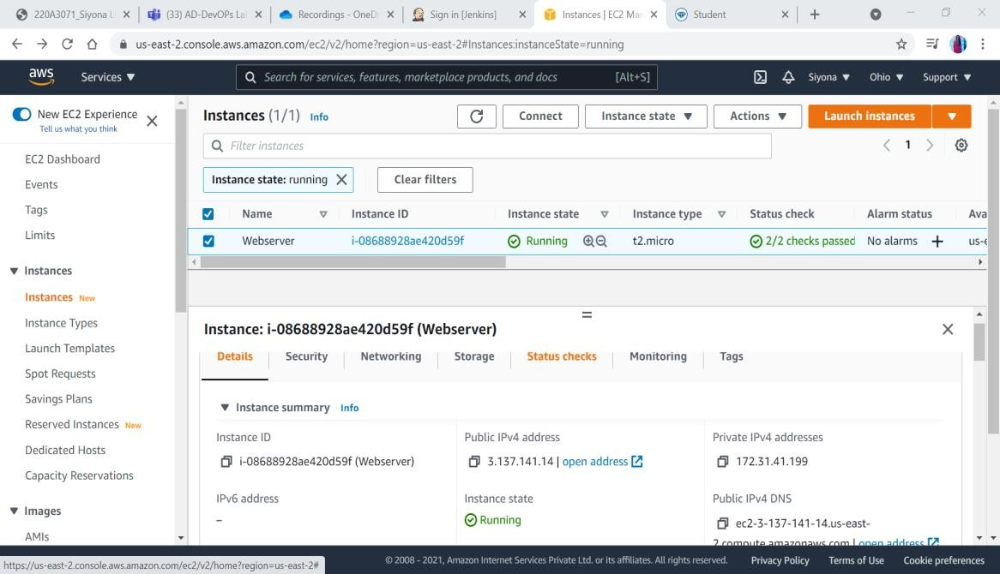 220A3071_Siyona L
(33) AD-DevOPs La
Recordings - OneDr
Sign in [Jenkins]
Instances | EC2 Man
Student
us-east-2.console.aws.amazon.com/ec2/v2/home?region=us-east-2#Instances:instanceState=running
aws Services Search for services, features, marketplace products, and docs [Alt+S] Siyona Ohio Support
New EC2 Experience
Tell us what you think
EC2 Dashboard
Events
Tags
Limits
Instances
Instances New
Instance Types
Launch Templates
Spot Requests
Savings Plans
Reserved Instances New
Dedicated Hosts
Capacity Reservations
Images
AMIs
Instances (1/1) Info Connect Instance state Actions Launch instances
Filter instances 1
Instance state: running Clear filters
Name Instance ID Instance state Instance type Status check Alarm status Ava
Webserver i-08688928ae420d59f Running t2.micro 2/2 checks passed No alarms + us-e
Instance: i-08688928ae420d59f (Webserver)
Details Security Networking Storage Status checks Monitoring Tags
Instance summary Info
Instance ID
i-08688928ae420d59f (Webserver)
Public IPv4 address
3.137.141.14 | open address
Private IPv4 addresses
172.31.41.199
IPv6 address
–
Instance state
Running
Public IPv4 DNS
ec2-3-137-141-14.us-east-
2.compute.amazonaws.com | open address
https://us-east-2.console.aws.amazon.com/ec2/v2/home?region=us-east-2#
© 2008 - 2021, Amazon Internet Services Private Ltd. or its affiliates. All rights reserved. Privacy Policy Terms of Use Cookie preferences